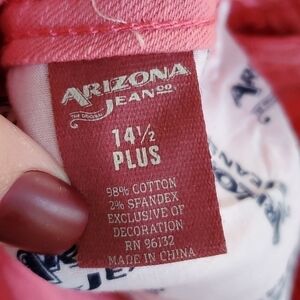 ARIZONA
JEAN CO
THE ORIGINAL
14½
PLUS
98% COTTON
2% SPANDEX
EXCLUSIVE OF
DECORATION
RN 96132
MADE IN CHINA